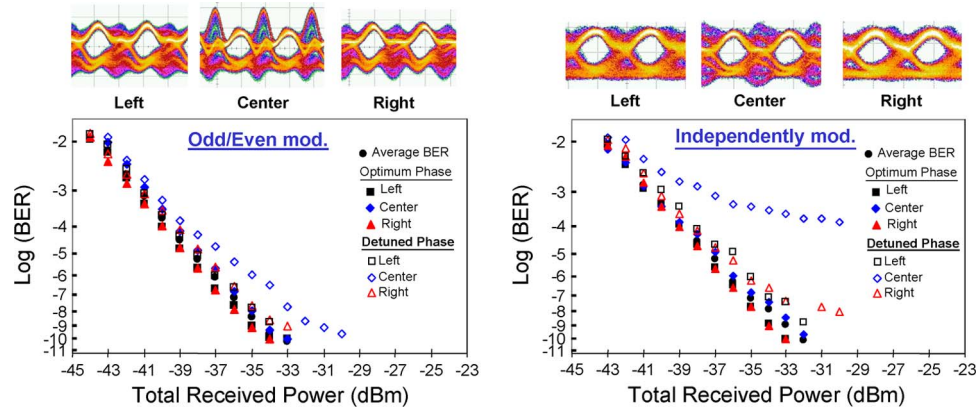 Left Center Right
Left Center Right
Odd/Even mod.
Average BER
Optimum Phase
Left
Center
Right
Detuned Phase
Left
Center
Right
Log (BER)
-2
-3
-4
-5
-6
-7
-8
-9
-10
-11
-45 -43 -41 -39 -37 -35 -33 -31 -29 -27 -25 -23
Total Received Power (dBm)
Independently mod.
Average BER
Optimum Phase
Left
Center
Right
Detuned Phase
Left
Center
Right
Log (BER)
-2
-3
-4
-5
-6
-7
-8
-9
-10
-11
-45 -43 -41 -39 -37 -35 -33 -31 -29 -27 -25 -23
Total Received Power (dBm)